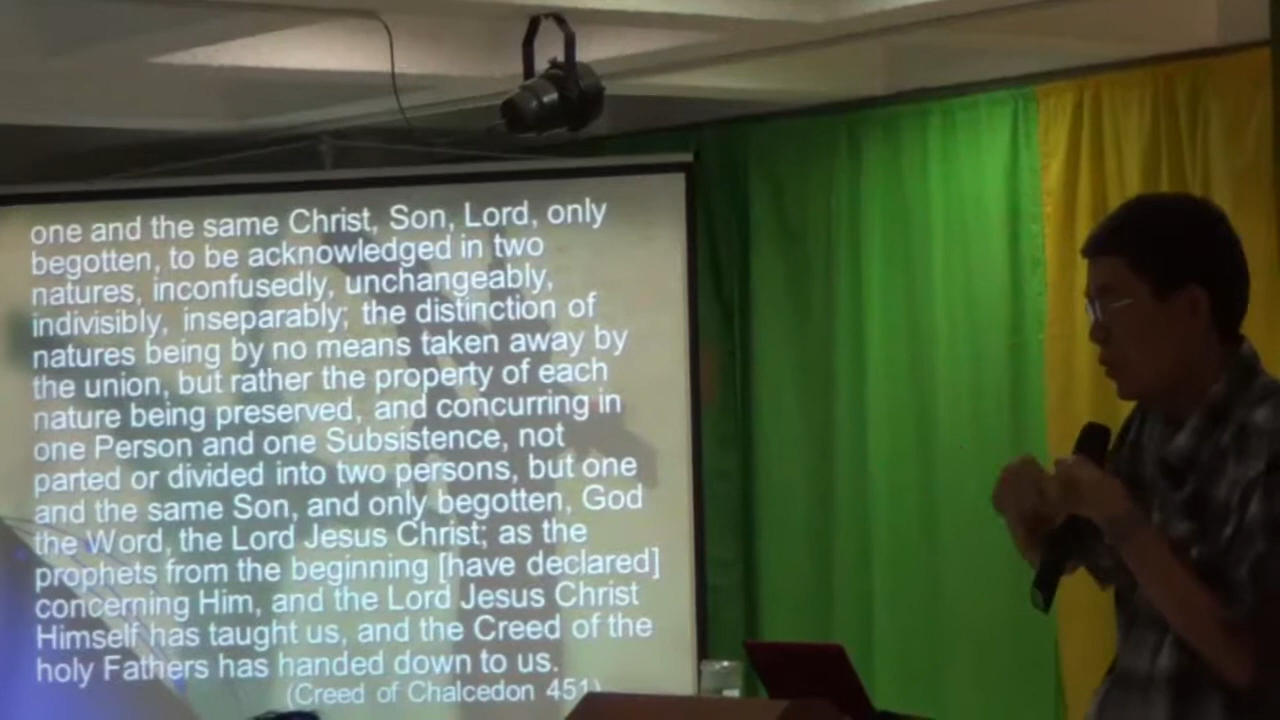 one and the same Christ, Son, Lord, only
begotten, to be acknowledged in two
natures, inconfusedly, unchangeably,
indivisibly, inseparably; the distinction of
natures being by no means taken away by
the union, but rather the property of each
nature being preserved, and concurring in
one Person and one Subsistence, not
parted or divided into two persons, but one
and the same Son, and only begotten, God
the Word, the Lord Jesus Christ; as the
prophets from the beginning [have declared]
concerning Him, and the Lord Jesus Christ
Himself has taught us, and the Creed of the
holy Fathers has handed down to us.
(Creed of Chalcedon 451)